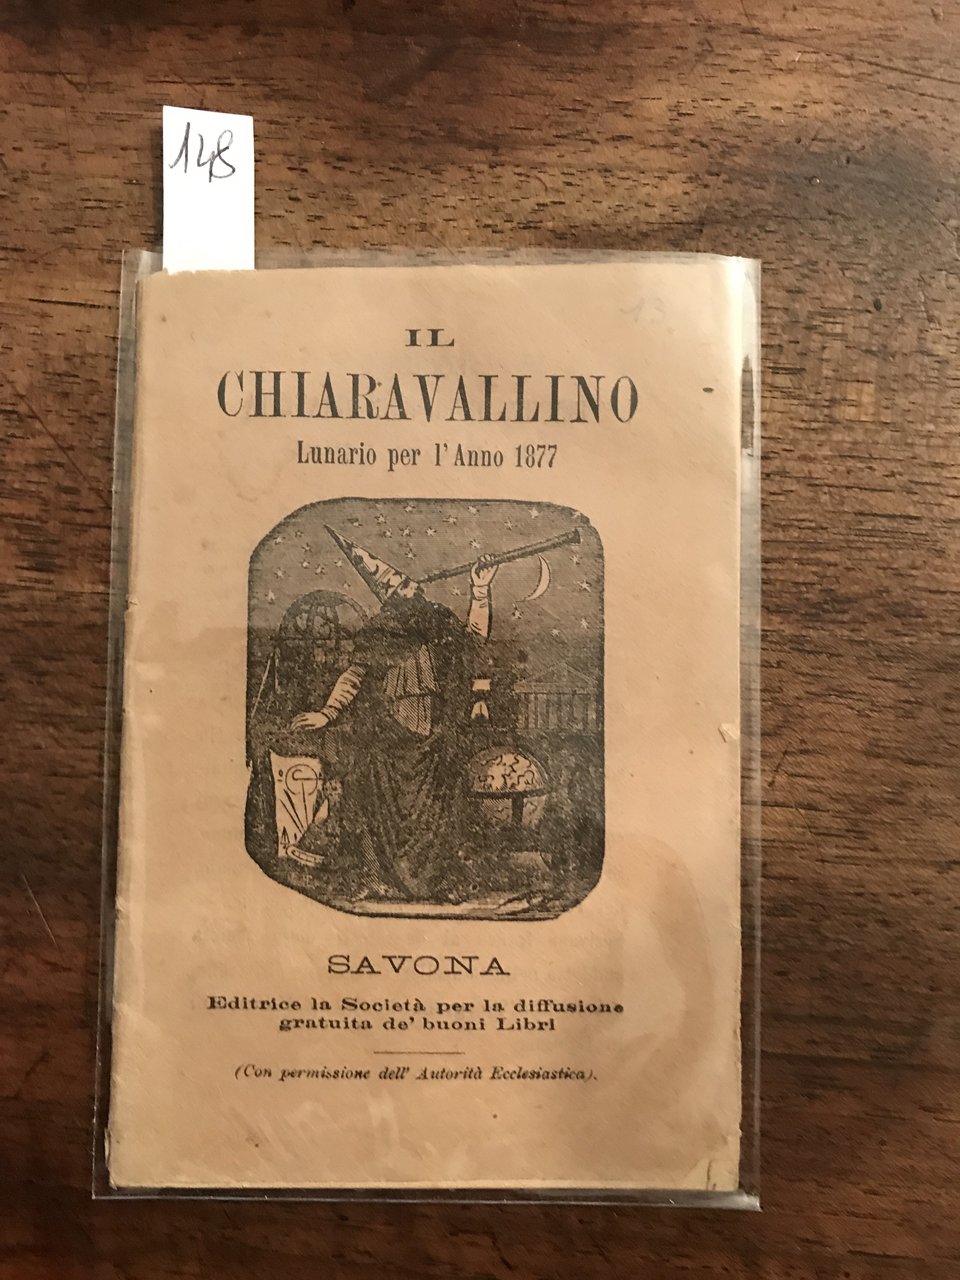 148
13
IL
CHIARAVALLINO
Lunario per l'Anno 1877
SAVONA
Editrice la Società per la diffusione
gratuita de' buoni Libri
(Con permissione dell' Autorità Ecclesiastica).